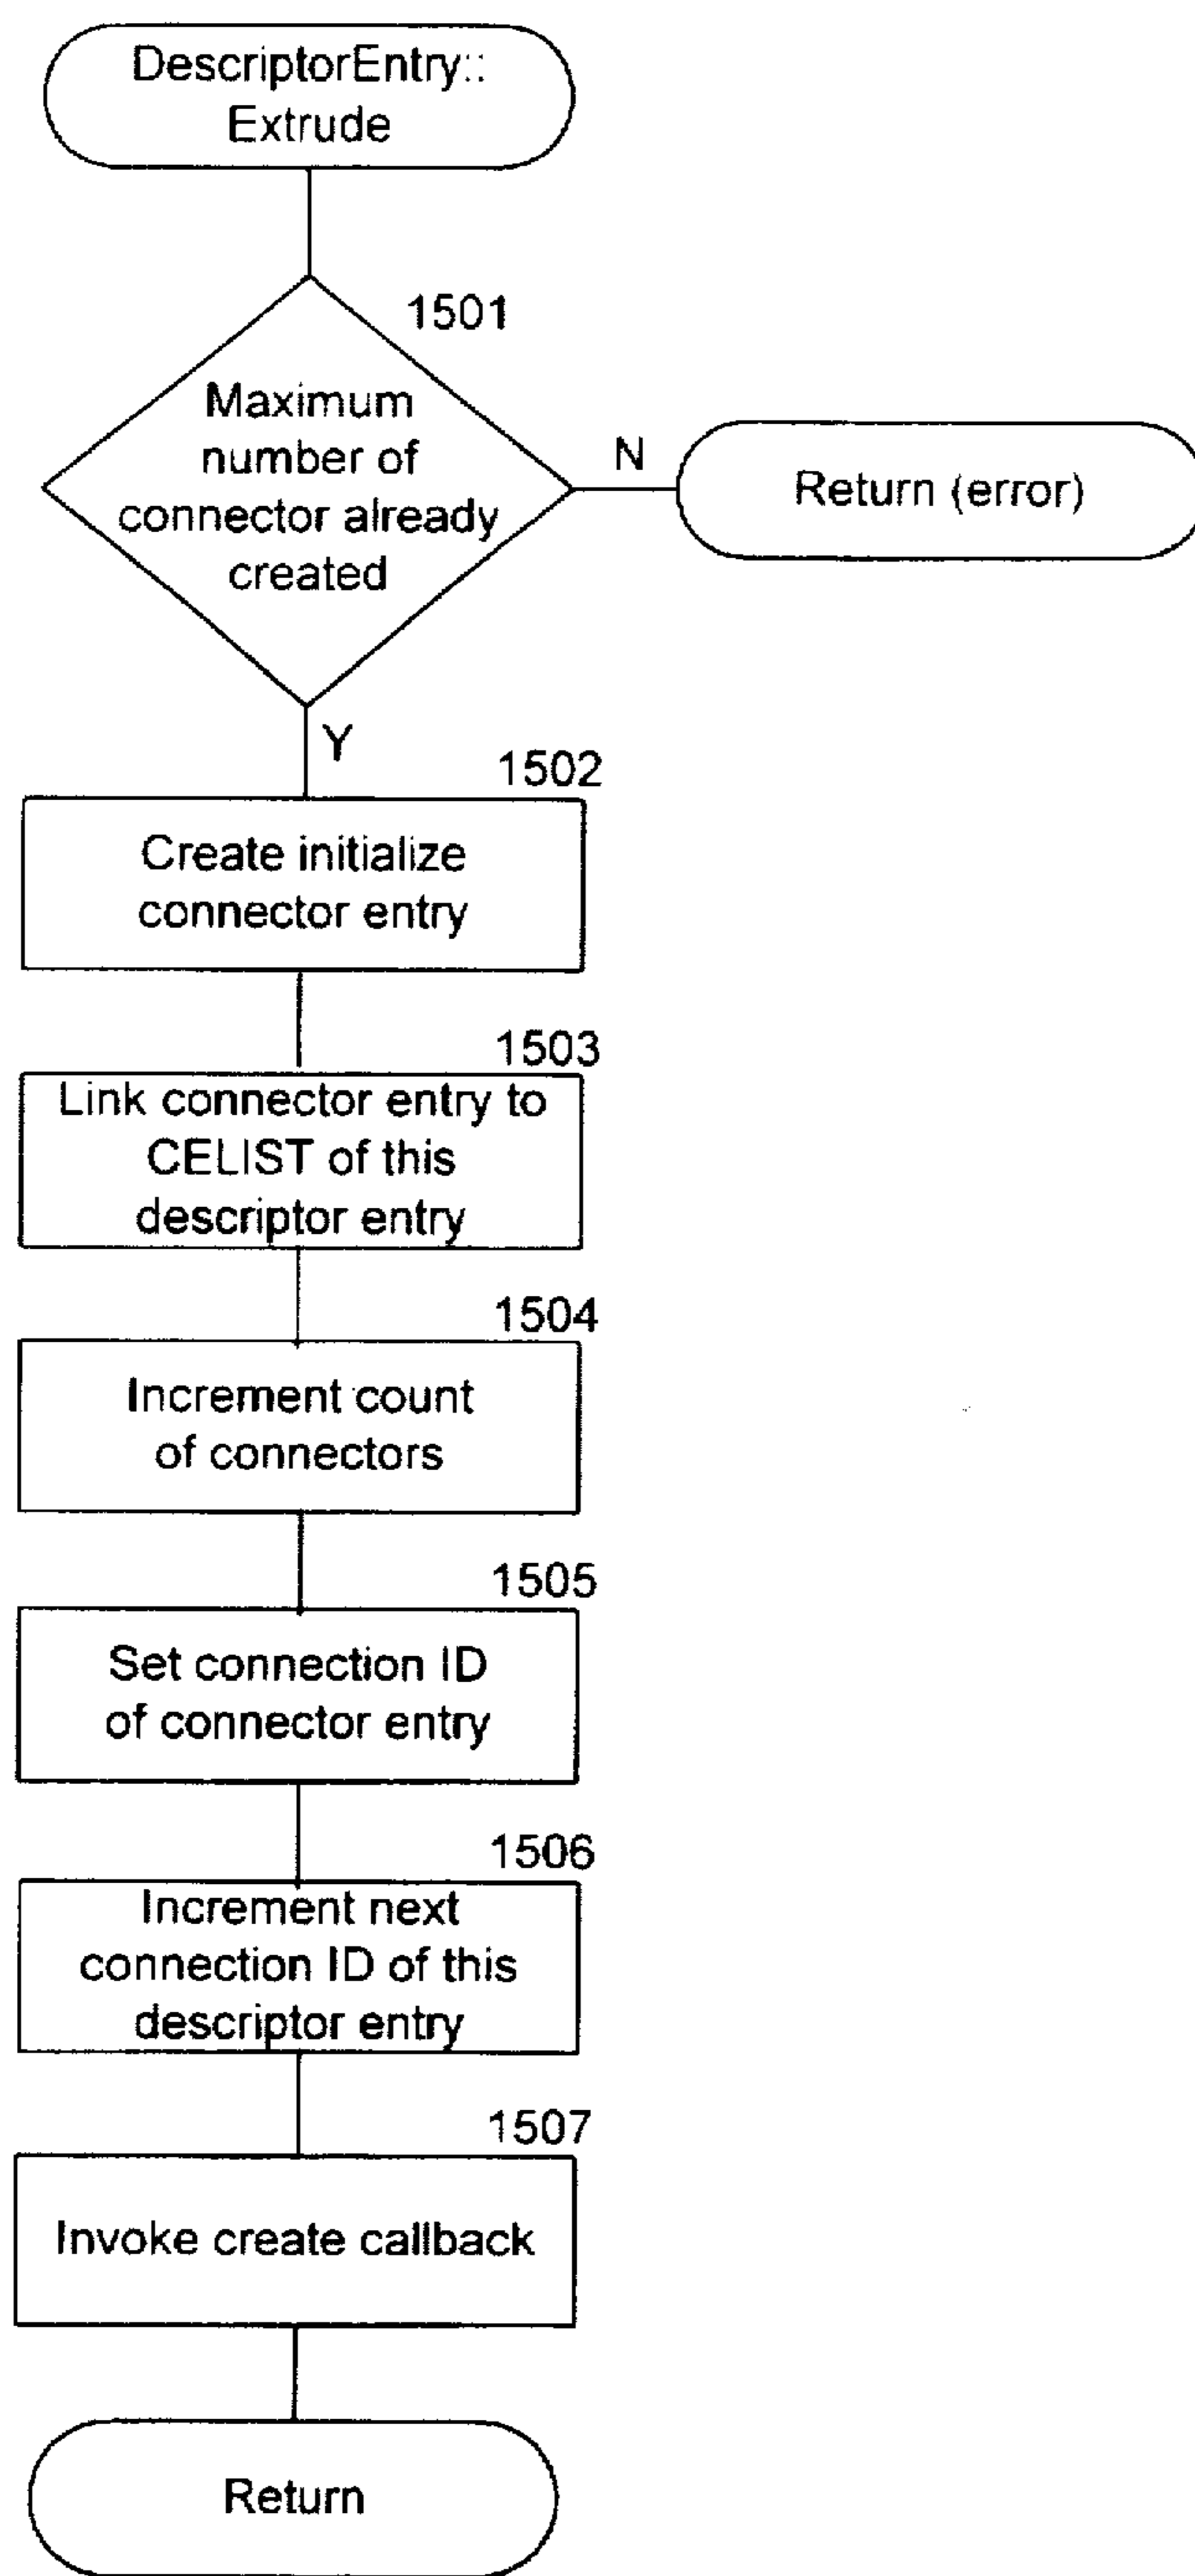 DescriptorEntry::
Extrude
1501
Maximum
number of
connector already
created
N
Return (error)
Y
1502
Create initialize
connector entry
1503
Link connector entry to
CELIST of this
descriptor entry
1504
Increment count
of connectors
1505
Set connection ID
of connector entry
1506
Increment next
connection ID of this
descriptor entry
1507
Invoke create callback
Return